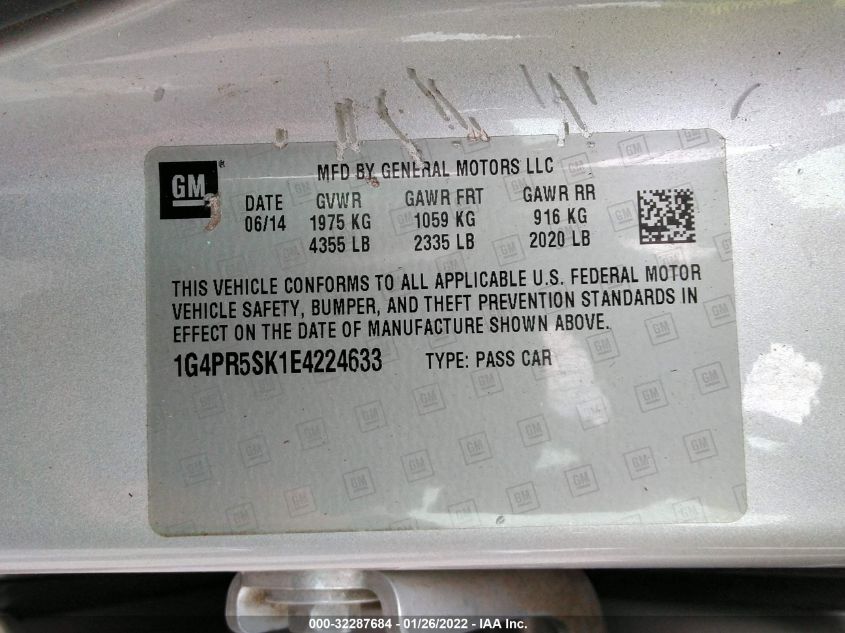 GM
MFD BY GENERAL MOTORS LLC
DATE GVWR GAWR FRT GAWR RR
06/14 1975 KG 1059 KG 916 KG
4355 LB 2335 LB 2020 LB
THIS VEHICLE CONFORMS TO ALL APPLICABLE U.S. FEDERAL MOTOR
VEHICLE SAFETY, BUMPER, AND THEFT PREVENTION STANDARDS IN
EFFECT ON THE DATE OF MANUFACTURE SHOWN ABOVE.
1G4PR5SK1E4224633 TYPE: PASS CAR
000-32287684 - 01/26/2022 - IAA Inc.